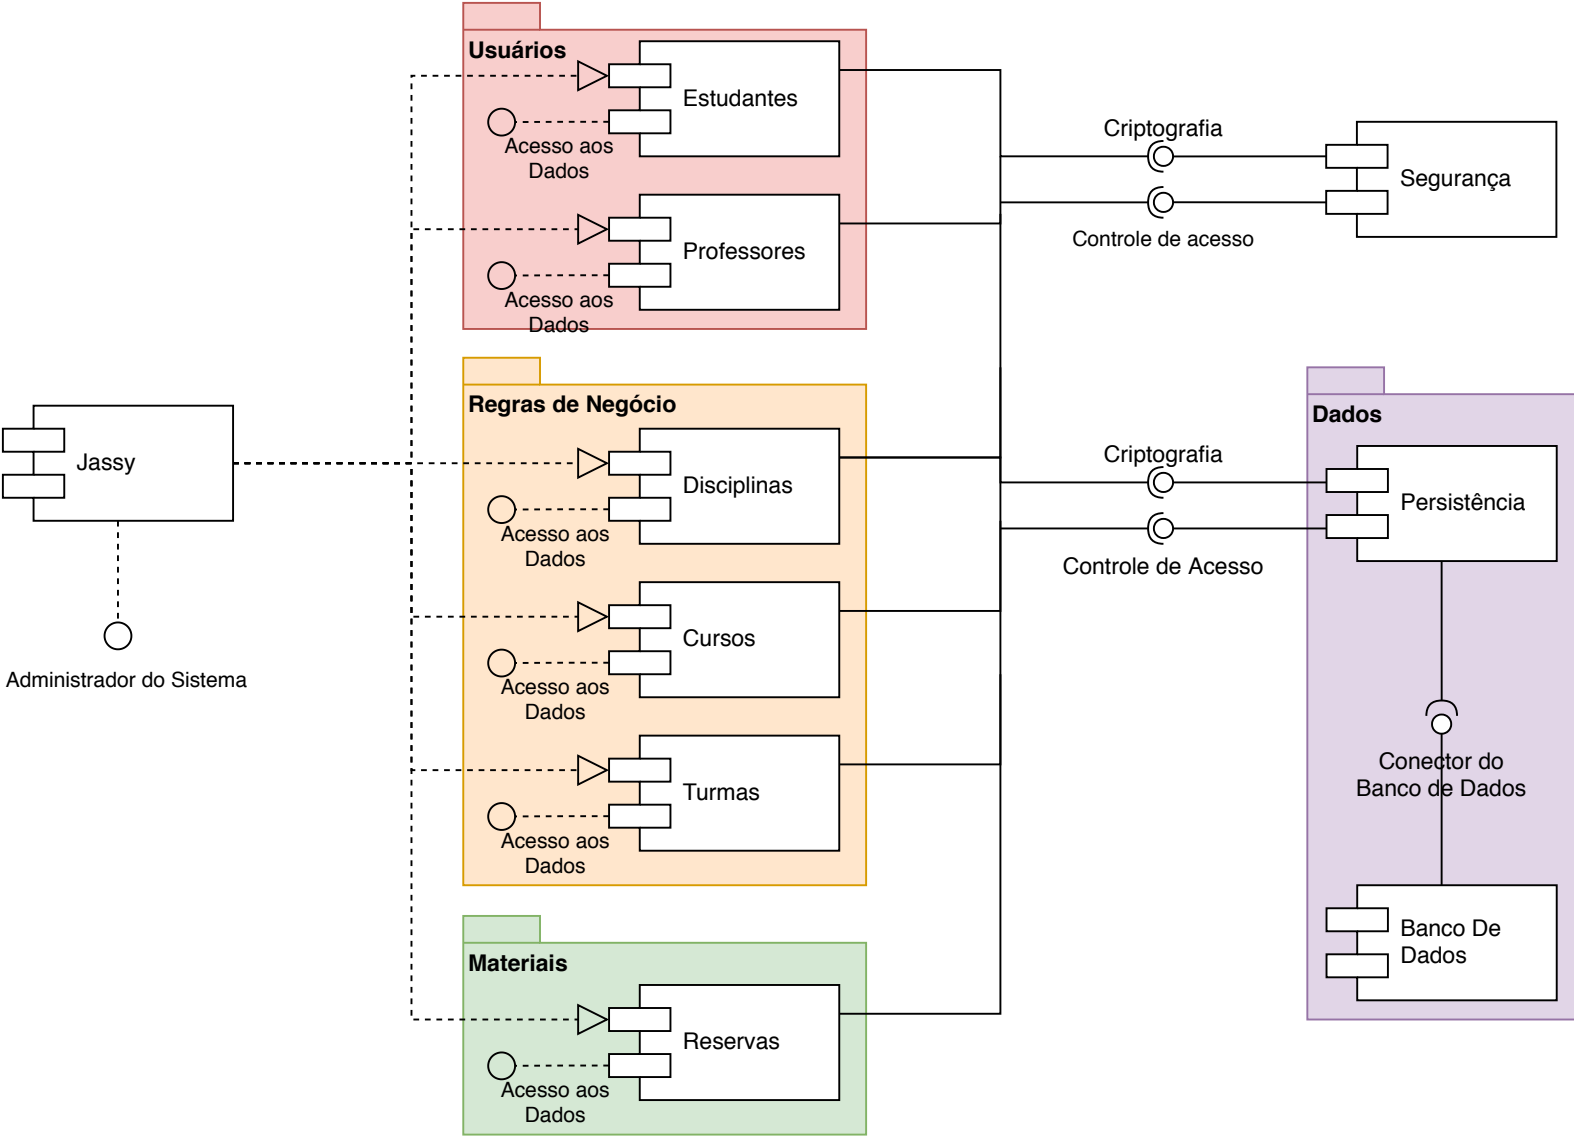 Usuários
Estudantes
Acesso aos
Dados
Professores
Acesso aos
Dados
Criptografia
Segurança
Controle de acesso
Jassy
Administrador do Sistema
Regras de Negócio
Disciplinas
Acesso aos
Dados
Cursos
Acesso aos
Dados
Turmas
Acesso aos
Dados
Materiais
Reservas
Acesso aos
Dados
Criptografia
Controle de Acesso
Dados
Persistência
Conector do
Banco de Dados
Banco De
Dados